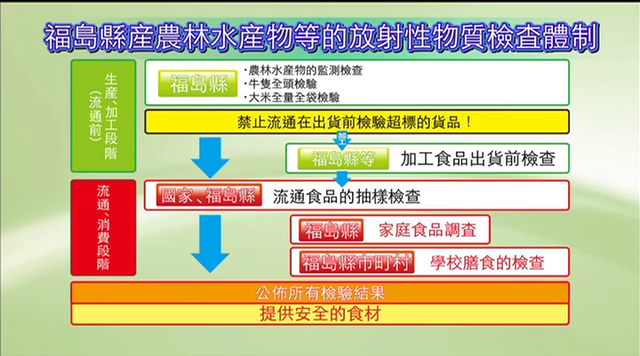 福島縣産農林水産物等的放射性物質檢查體制
生產、加工段階
（流通前）
福島縣
·農林水産物的監測檢查
·牛隻全頭檢驗
·大米全量全袋檢驗
禁止流通在出貨前檢驗超標的貨品！
加工
福島縣等
加工食品出貨前檢查
流通、消費段階
國家、福島縣
流通食品的抽樣檢查
福島縣
家庭食品調査
福島縣市町村
學校膳食的檢查
公佈所有檢驗結果
提供安全的食材